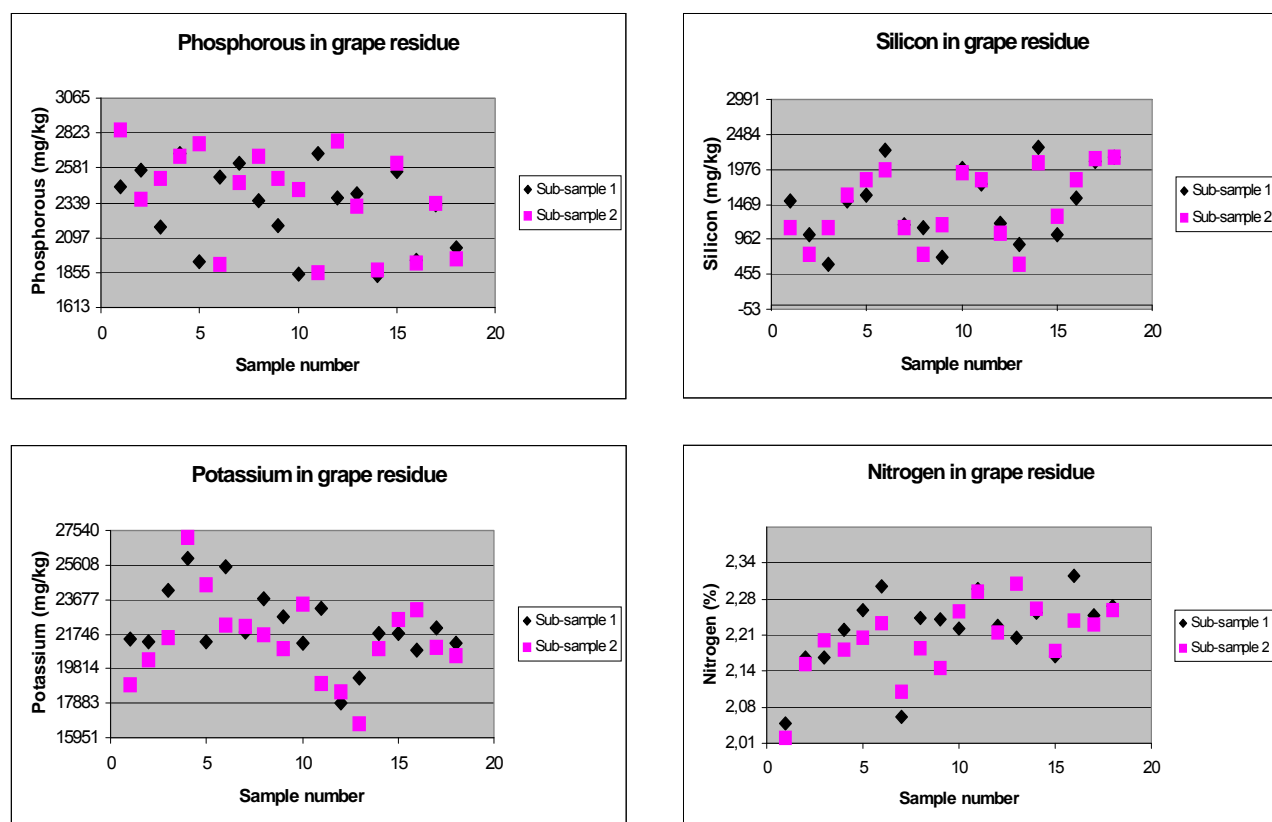 Phosphorous in grape residue
3065
2823
2581
2339
2097
1855
1613
0 5 10 15 20
Sample number
Phosphorous (mg/kg)
Sub-sample 1
Sub-sample 2
Silicon in grape residue
2991
2484
1976
1469
962
455
-53
0 5 10 15 20
Sample number
Silicon (mg/kg)
Sub-sample 1
Sub-sample 2
Potassium in grape residue
27540
25608
23677
21746
19814
17883
15951
0 5 10 15 20
Sample number
Potassium (mg/kg)
Sub-sample 1
Sub-sample 2
Nitrogen in grape residue
2,34
2,28
2,21
2,14
2,08
2,01
0 5 10 15 20
Sample number
Nitrogen (%)
Sub-sample 1
Sub-sample 2